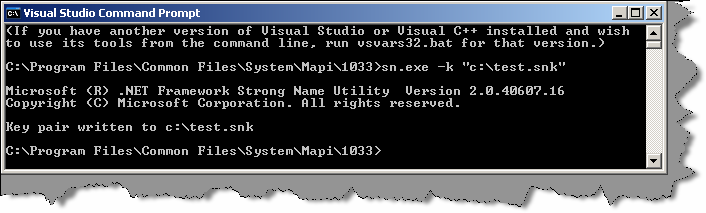 Visual Studio Command Prompt
(If you have another version of Visual Studio or Visual C++ installed and wish
to use its tools from the command line, run vsvars32.bat for that version.)
C:\Program Files\Common Files\System\Mapi\1033>sn.exe -k "c:\test.snk"
Microsoft (R) .NET Framework Strong Name Utility  Version 2.0.40607.16
Copyright (C) Microsoft Corporation. All rights reserved.
Key pair written to c:\test.snk
C:\Program Files\Common Files\System\Mapi\1033>